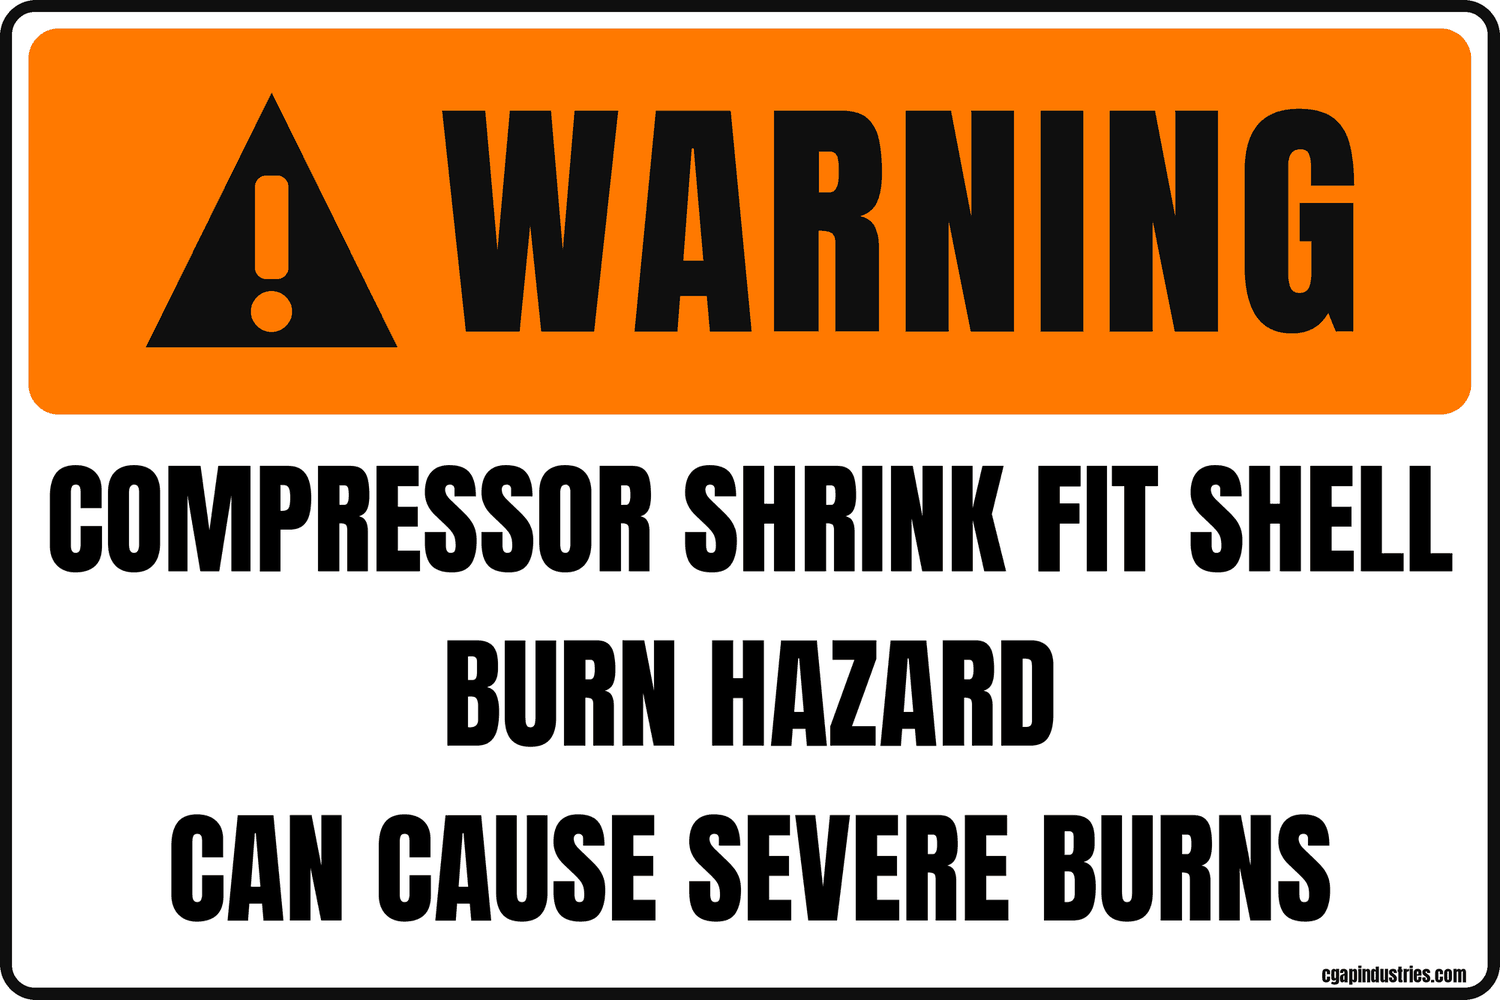 WARNING
COMPRESSOR SHRINK FIT SHELL
BURN HAZARD
CAN CAUSE SEVERE BURNS
cgapindustries.com